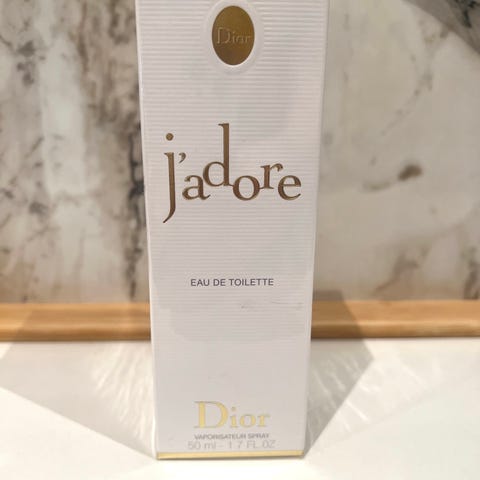 Dior
j'adore
EAU DE TOILETTE
Dior
VAPORISATEUR SPRAY
50 ml - 1.7 FL.OZ